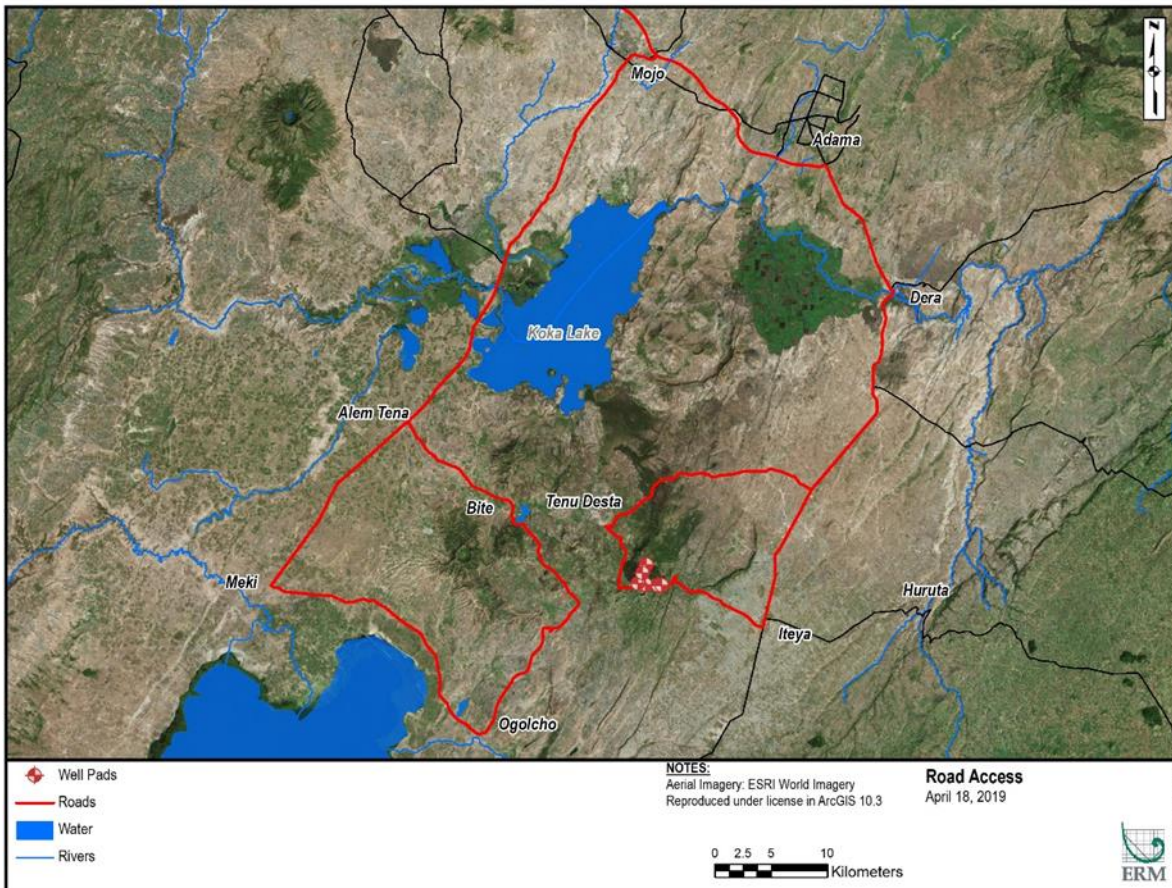 Mojo
Adama
Dera
Koka Lake
Alem Tena
Bite
Tenu Desta
Meki
Huruta
Iteya
Ogolcho
Well Pads
Roads
Water
Rivers
NOTES:
Aerial Imagery: ESRI World Imagery
Reproduced under license in ArcGIS 10.3
Road Access
April 18, 2019
0 2.5 5 10
Kilometers
ERM
N